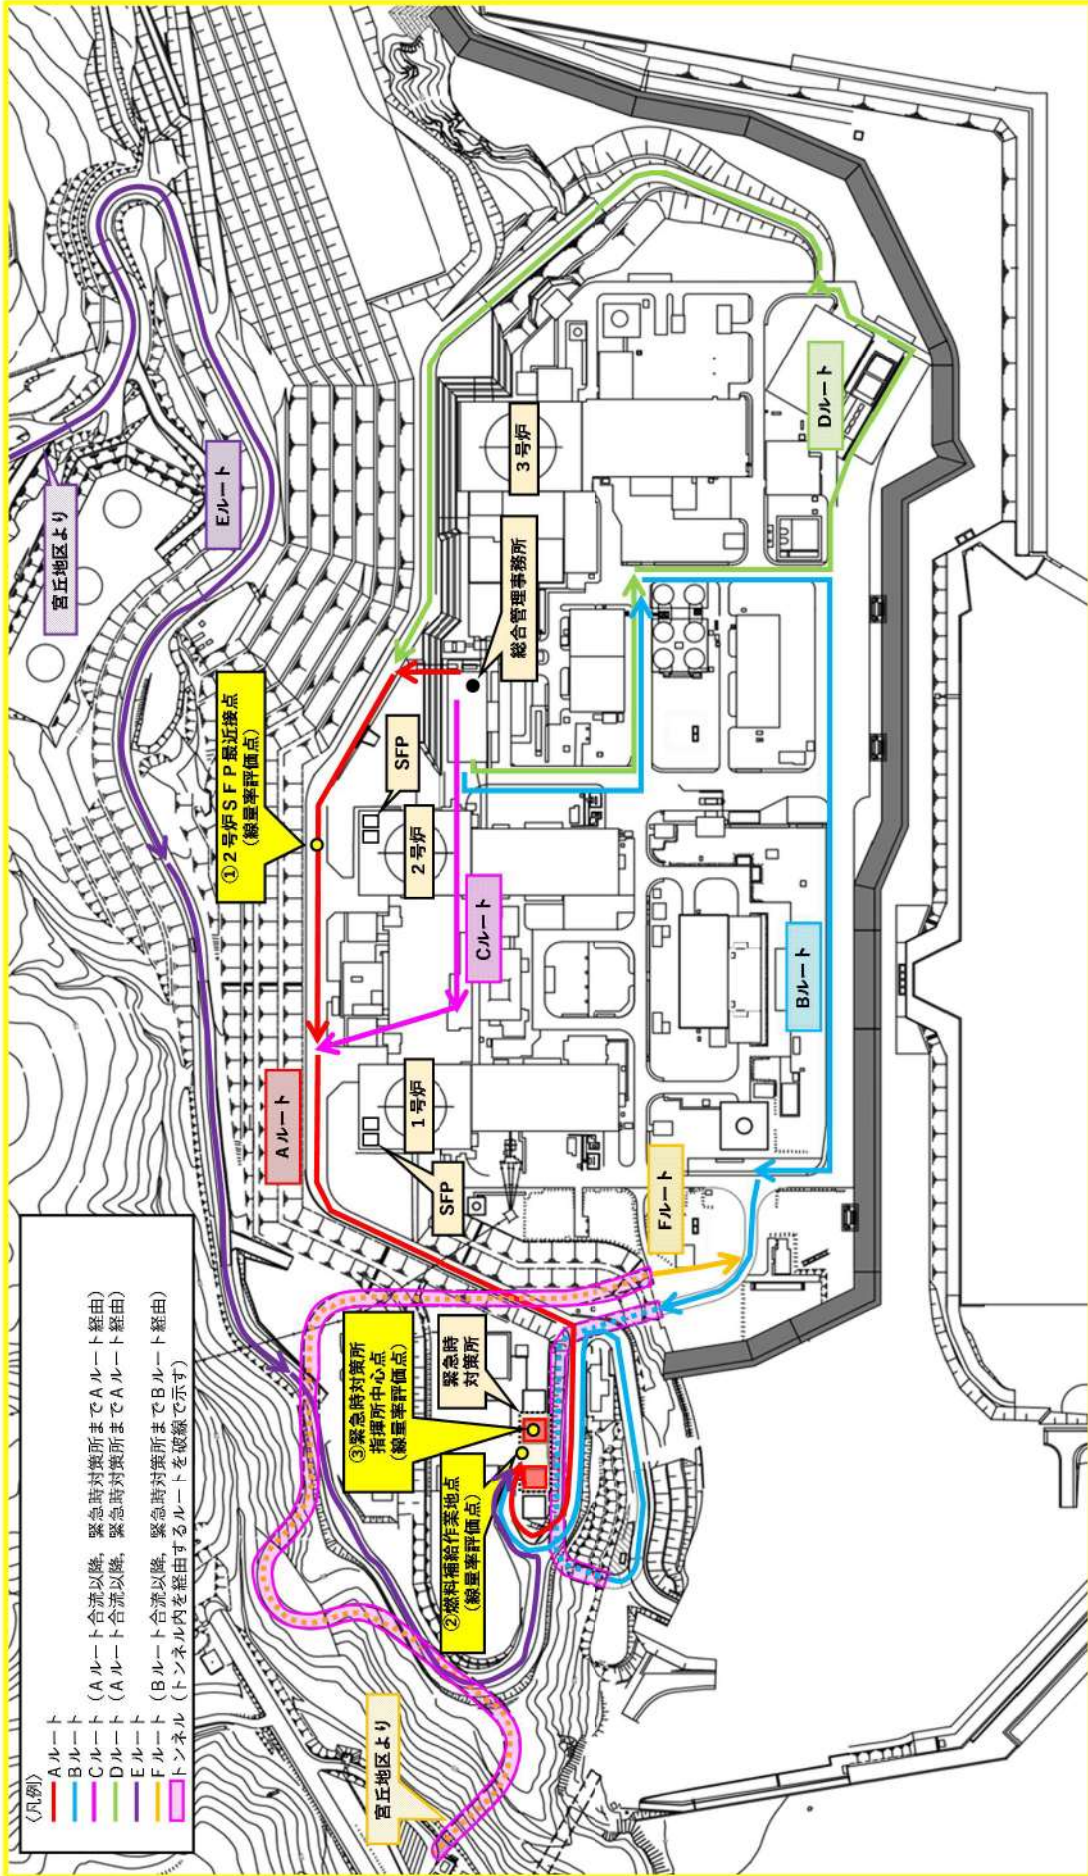 〈凡例〉
Aルート
Bルート
Cルート（Aルート合流以降，緊急時対策所までAルート経由）
Dルート（Aルート合流以降，緊急時対策所までAルート経由）
Eルート
Fルート（Bルート合流以降，緊急時対策所までBルート経由）
トンネル（トンネル内を経由するルートを破線で示す）
宮丘地区より
Eルート
①2号炉SFP最近接点
（線量率評価点）
SFP
2号炉
3号炉
総合管理事務所
Dルート
Cルート
Aルート
1号炉
SFP
Bルート
Fルート
③緊急時対策所
指揮所中心点
（線量率評価点）
緊急時
対策所
②燃料補給作業地点
（線量率評価点）
宮丘地区より